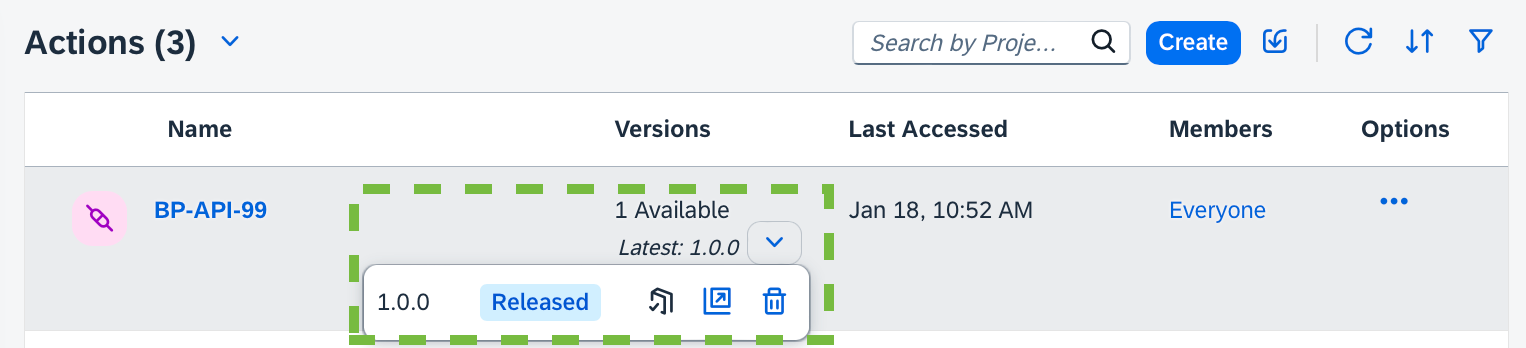 Actions (3)
Search by Proje...
Create
Name
Versions
Last Accessed
Members
Options
BP-API-99
1 Available
Latest: 1.0.0
Jan 18, 10:52 AM
Everyone
1.0.0
Released